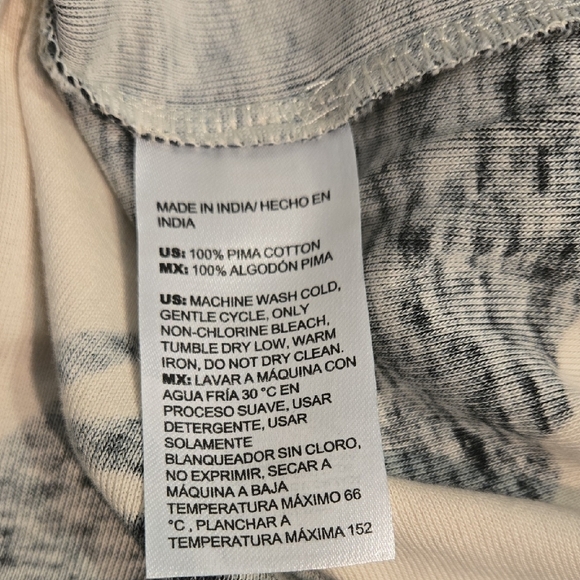 MADE IN INDIA/ HECHO EN
INDIA
US: 100% PIMA COTTON
MX: 100% ALGODÓN PIMA
US: MACHINE WASH COLD,
GENTLE CYCLE, ONLY
NON-CHLORINE BLEACH,
TUMBLE DRY LOW, WARM
IRON, DO NOT DRY CLEAN.
MX: LAVAR A MÁQUINA CON
AGUA FRÍA 30 °C EN
PROCESO SUAVE, USAR
DETERGENTE, USAR
SOLAMENTE
BLANQUEADOR SIN CLORO,
NO EXPRIMIR, SECAR A
MÁQUINA A BAJA
TEMPERATURA MÁXIMO 66
°C , PLANCHAR A
TEMPERATURA MÁXIMA 152